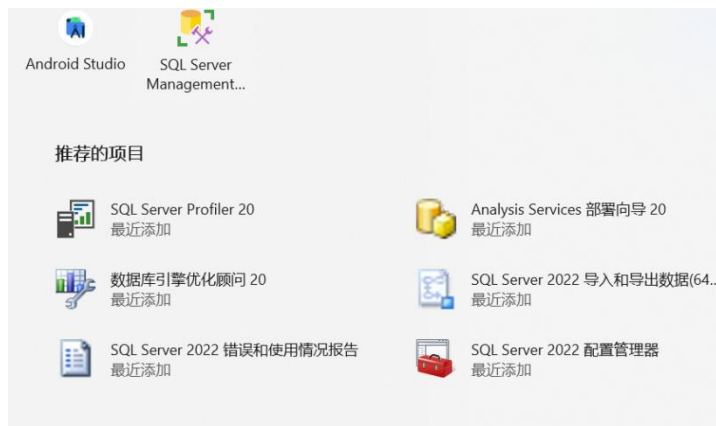 Android Studio
SQL Server
Management...
推荐的项目
SQL Server Profiler 20
最近添加
Analysis Services 部署向导 20
最近添加
数据库引擎优化顾问 20
最近添加
SQL Server 2022 导入和导出数据(64...
最近添加
SQL Server 2022 错误和使用情况报告
最近添加
SQL Server 2022 配置管理器
最近添加